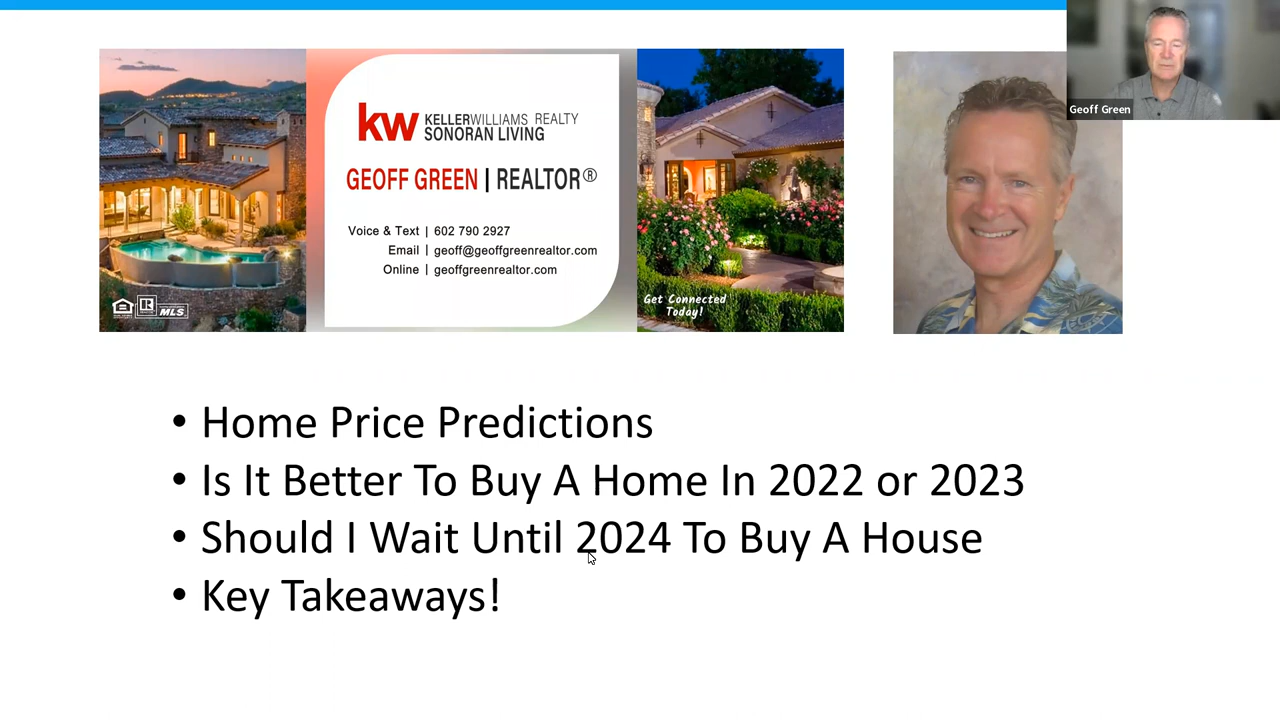 Geoff Green
kw KELLERWILLIAMS REALTY
SONORAN LIVING
GEOFF GREEN | REALTOR®
Voice & Text | 602 790 2927
Email | geoff@geoffgreenrealtor.com
Online | geoffgreenrealtor.com
MLS
Get Connected
Today!
• Home Price Predictions
• Is It Better To Buy A Home In 2022 or 2023
• Should I Wait Until 2024 To Buy A House
• Key Takeaways!